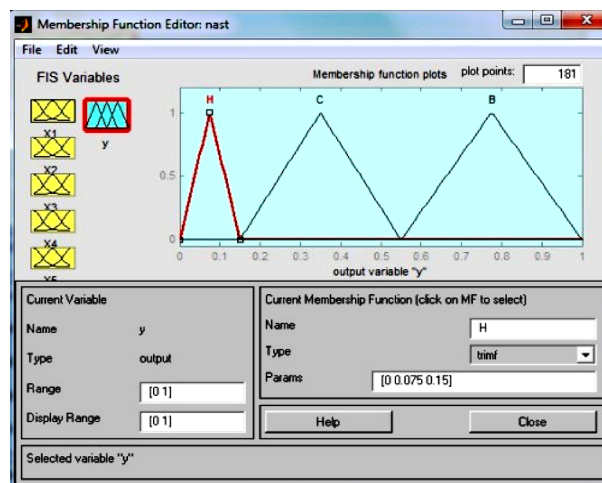 Membership Function Editor: nast
File Edit View
FIS Variables
Membership function plots plot points: 181
X1
X2
X3
X4
y
H C B
1
0.5
0
0 0.1 0.2 0.3 0.4 0.5 0.6 0.7 0.8 0.9 1
output variable "y"
Current Variable
Name y
Type output
Range [0 1]
Display Range [0 1]
Current Membership Function (click on MF to select)
Name H
Type trimf
Params [0 0.075 0.15]
Help Close
Selected variable "y"